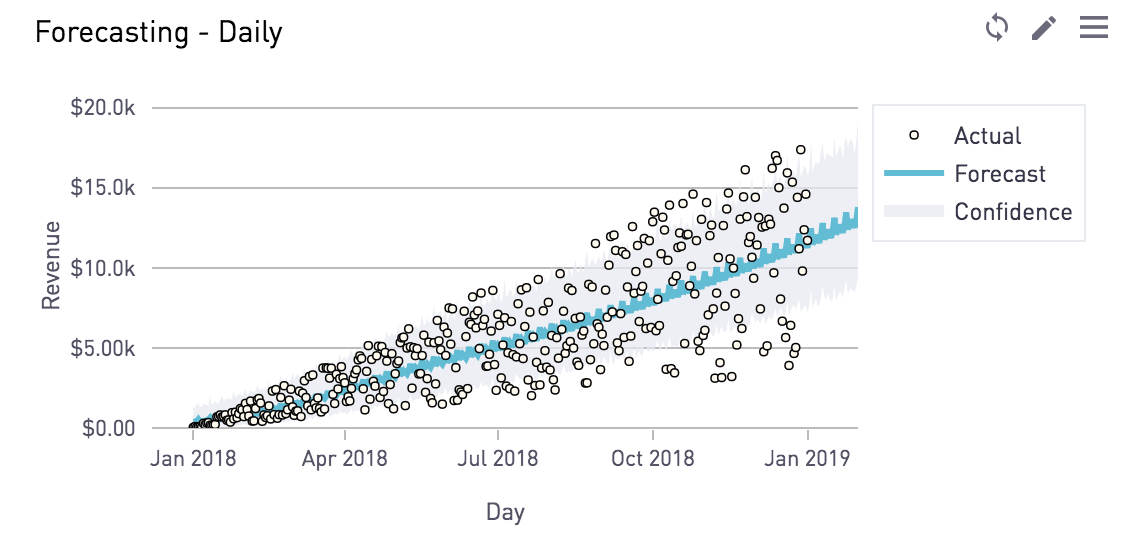 Forecasting - Daily
$20.0k
$15.0k
$10.0k
$5.00k
$0.00
Revenue
Jan 2018
Apr 2018
Jul 2018
Oct 2018
Jan 2019
Day
Actual
Forecast
Confidence